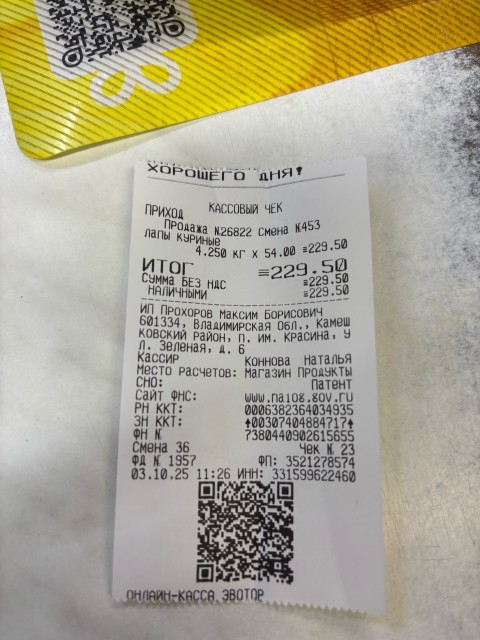 ХОРОШЕГО ДНЯ!
КАССОВЫЙ ЧЕК
ПРИХОД
Продажа №26822 Смена №453
ЛАПЫ КУРИНЫЕ
4.250 кг x 54.00 =229.50
ИТОГ =229.50
СУММА БЕЗ НДС =229.50
НАЛИЧНЫМИ =229.50
ИП Прохоров Максим Борисович
601334, Владимирская Обл., Камеш
ковский район, п. им. Красина, У
л. Зеленая, д. 6
Кассир Коннова Наталья
Место расчетов: Магазин Продукты
СНО: Патент
Сайт ФНС: www.nalog.gov.ru
РН ККТ: 0006382364034935
ЗН ККТ: ↑00307404884717↑
ФН № 7380440902615655
Смена 36 Чек № 23
ФД № 1957 ФП: 3521278574
03.10.25 11:26 ИНН: 331599622460
ОНЛАЙН-КАССА ЭВОТОР